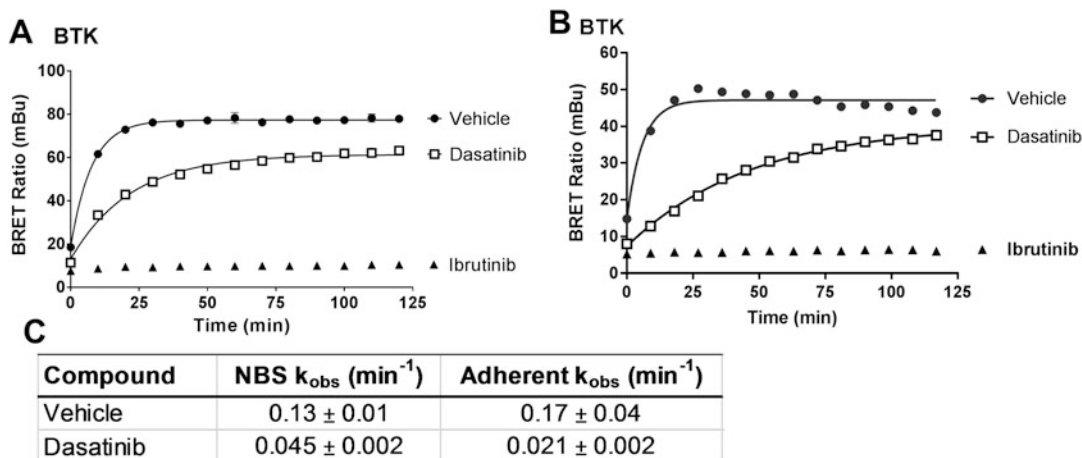 A BTK
BRET Ratio (mBu)
100
80
60
40
20
0
0 25 50 75 100 125
Time (min)
Vehicle
Dasatinib
Ibrutinib
B BTK
BRET Ratio (mBu)
60
50
40
30
20
10
0
0 25 50 75 100 125
Time (min)
Vehicle
Dasatinib
Ibrutinib
C
Compound NBS kobs (min-1) Adherent kobs (min-1)
Vehicle 0.13 ± 0.01 0.17 ± 0.04
Dasatinib 0.045 ± 0.002 0.021 ± 0.002